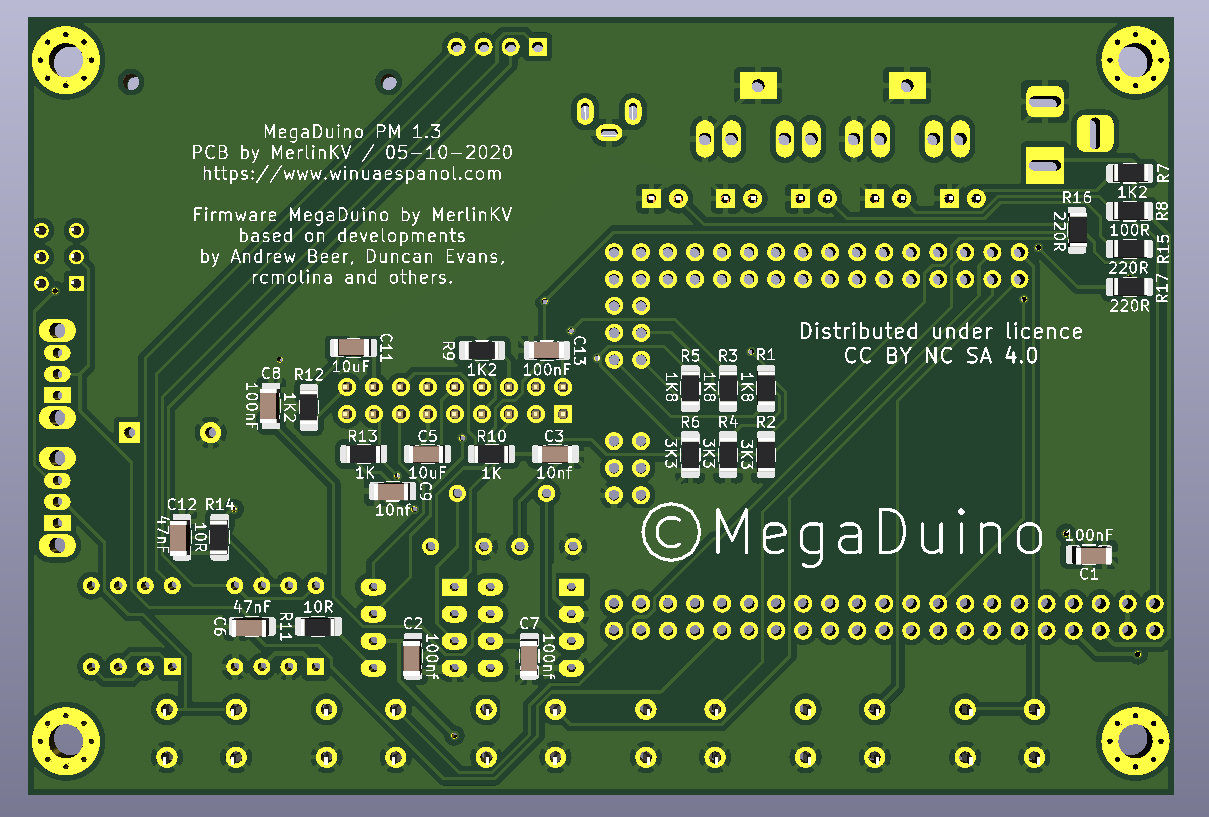 MegaDuino PM 1.3
PCB by MerlinKV / 05-10-2020
https://www.winuaespanol.com
Firmware MegaDuino by MerlinKV
based on developments
by Andrew Beer, Duncan Evans,
rcmolina and others.
R7
1K2
R16
220R
R8
100R
R15
220R
R17
220R
Distributed under licence
CC BY NC SA 4.0
C11
10uF
R9
1K2
C13
100nF
C8
100nF
R12
1K2
R5
1K8
R3
1K8
R1
1K8
R6
3K3
R4
3K3
R2
3K3
R13
1K
C5
10uF
R10
1K
C3
10nf
C9
10nf
C12
47nF
R14
10R
©MegaDuino
100nF
C1
47nF
C6
10R
R11
C2
100nf
C7
100nf